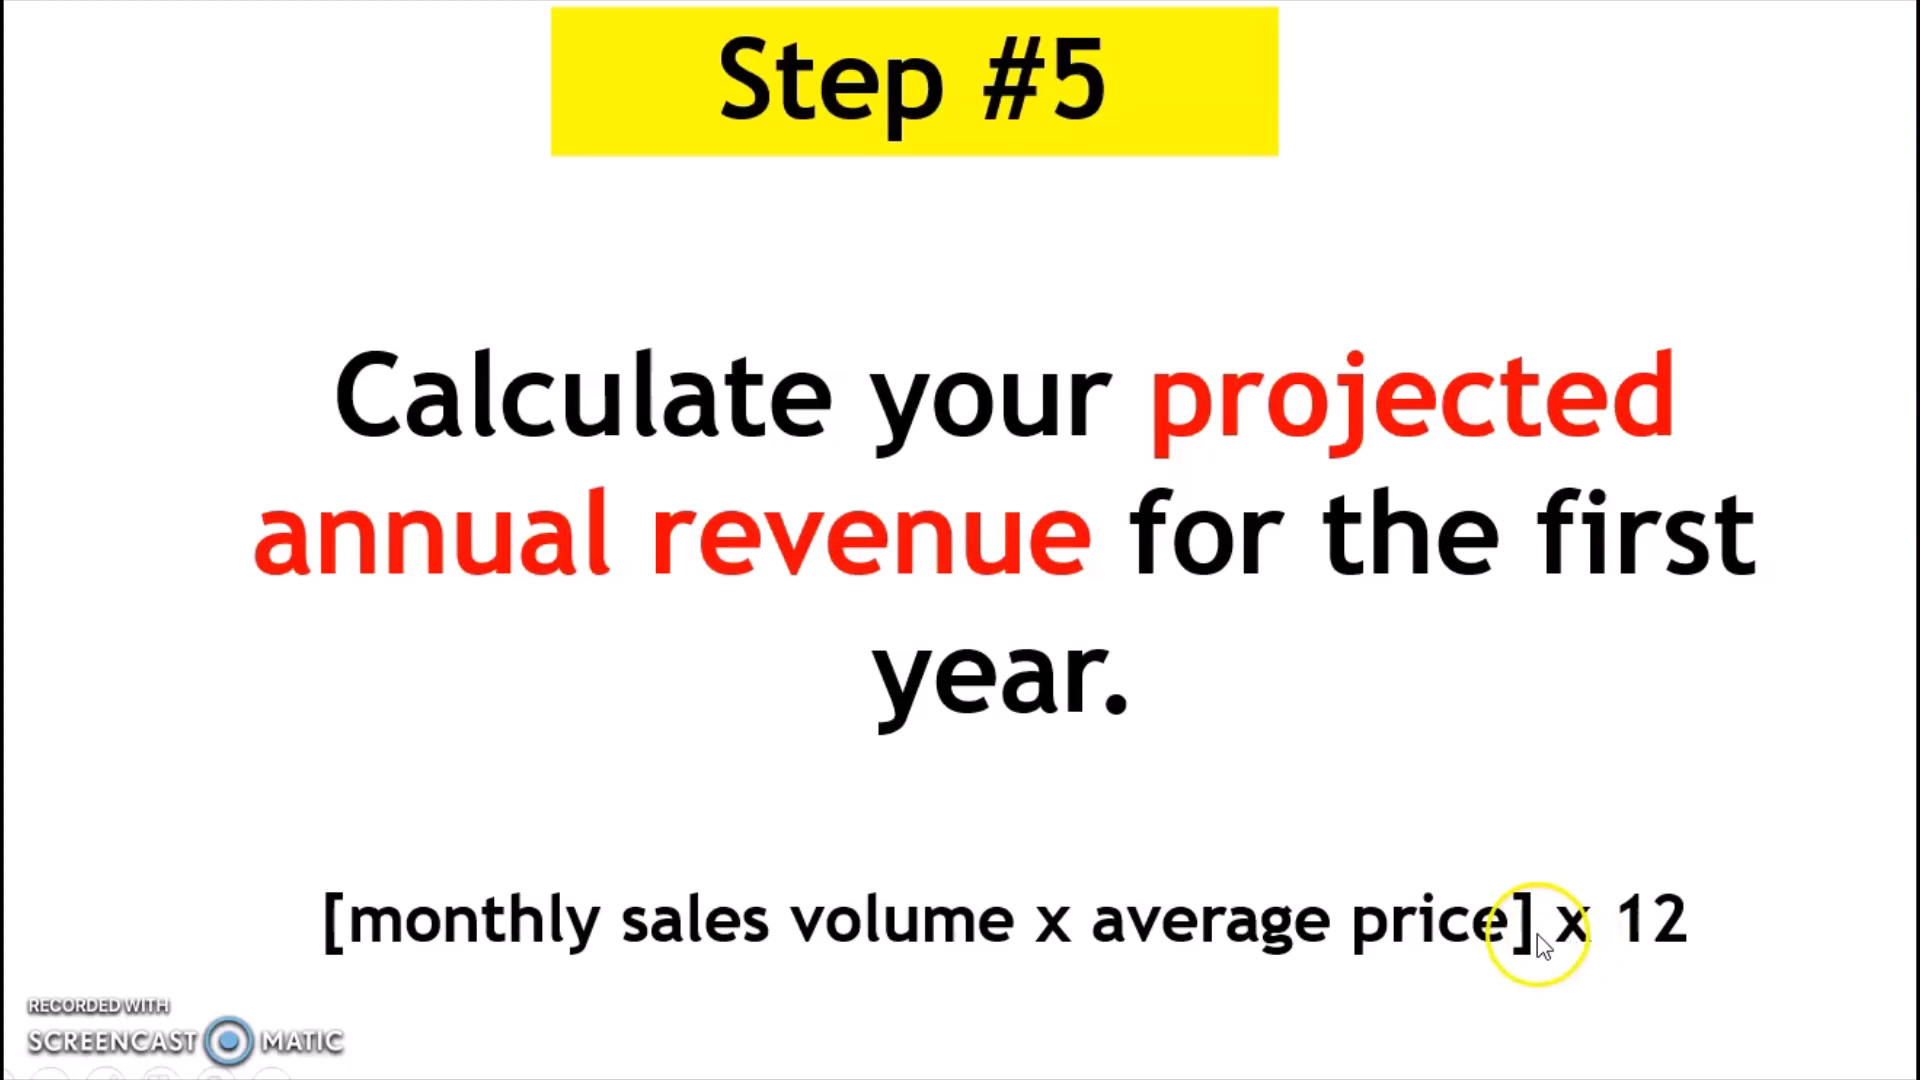 Step #5
Calculate your projected
annual revenue for the first
year.
[monthly sales volume x average price] x 12
RECORDED WITH
SCREENCAST MATIC